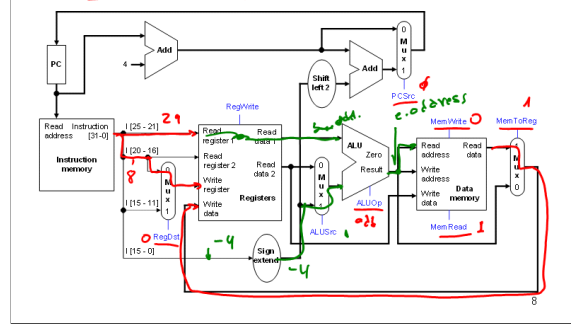 0
M
u
x
1
PC
Add
4
Add
Shift
left 2
PCSrc
RegWrite
Read
address
Instruction
[31-0]
Instruction
memory
I [25 - 21]
29
I [20 - 16]
8
I [15 - 11]
I [15 - 0]
0
M
u
x
1
0 RegDst
Read
register 1
Read
data 1
Read
register 2
Read
data 2
Write
register
Write
data
Registers
-4
Sign
extend
-4
0
M
u
x
1
ALUSrc
ALU
Zero
Result
ALUOp
add
e.address
MemWrite 0
Read
address
Read
data
Write
address
Write
data
Data
memory
MemRead 1
1
MemToReg
1
M
u
x
0
8